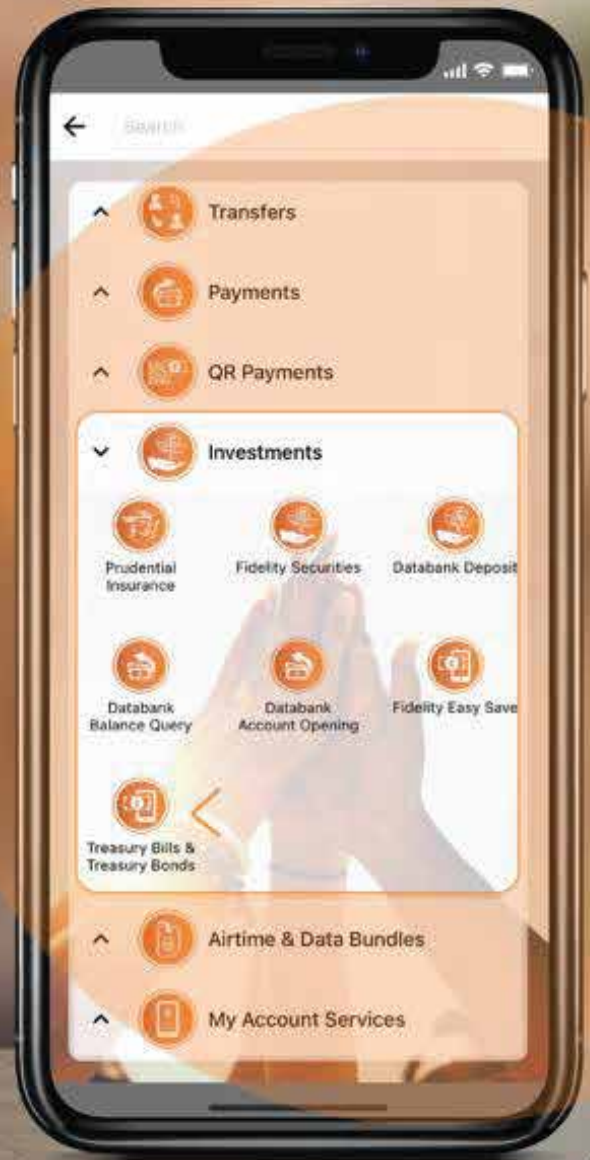 Search
Transfers
Payments
QR Payments
Investments
Prudential
Insurance
Fidelity Securities
Databank Deposit
Databank
Balance Query
Databank
Account Opening
Fidelity Easy Save
Treasury Bills &
Treasury Bonds
Airtime & Data Bundles
My Account Services